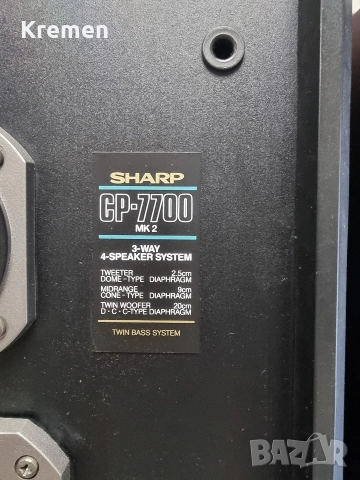 Kremen
SHARP
CP-7700
MK 2
3-WAY
4-SPEAKER SYSTEM
TWEETER 2.5cm
DOME-TYPE DIAPHRAGM
MIDRANGE 9cm
CONE-TYPE DIAPHRAGM
TWIN WOOFER 20cm
D·C·C-TYPE DIAPHRAGM
TWIN BASS SYSTEM
BAZAR
bg